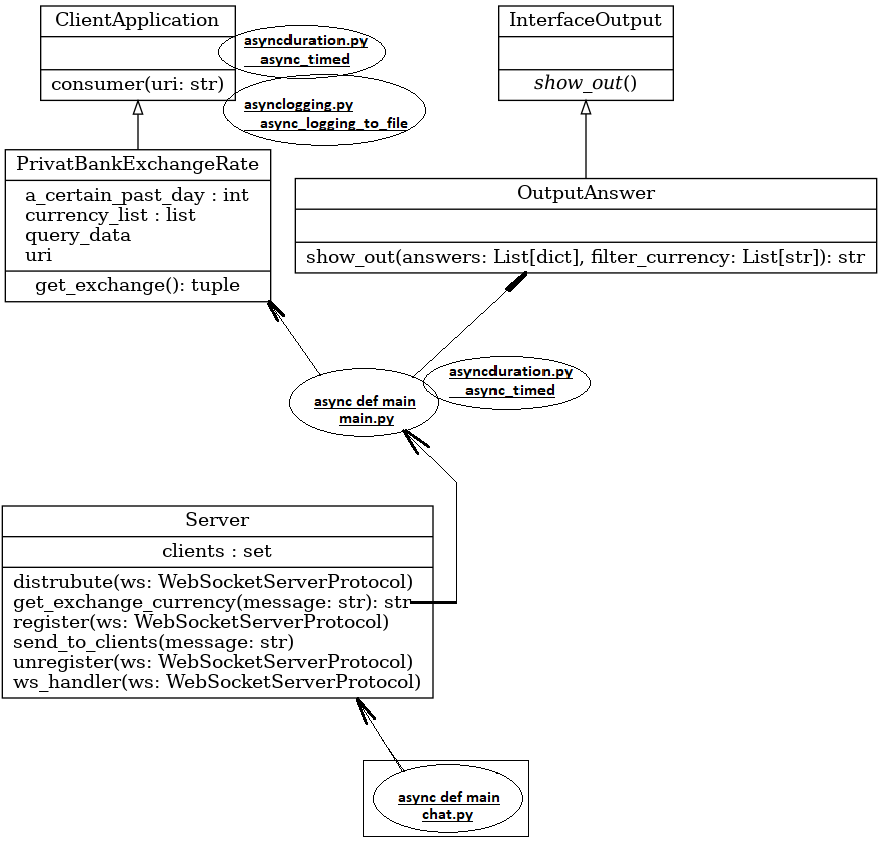 ClientApplication
consumer(uri: str)
asyncduration.py
async_timed
asynclogging.py
async_logging_to_file
InterfaceOutput
show_out()
PrivatBankExchangeRate
a_certain_past_day : int
currency_list : list
query_data
uri
get_exchange(): tuple
OutputAnswer
show_out(answers: List[dict], filter_currency: List[str]): str
async def main
main.py
asyncduration.py
async_timed
Server
clients : set
distrubute(ws: WebSocketServerProtocol)
get_exchange_currency(message: str): str
register(ws: WebSocketServerProtocol)
send_to_clients(message: str)
unregister(ws: WebSocketServerProtocol)
ws_handler(ws: WebSocketServerProtocol)
async def main
chat.py